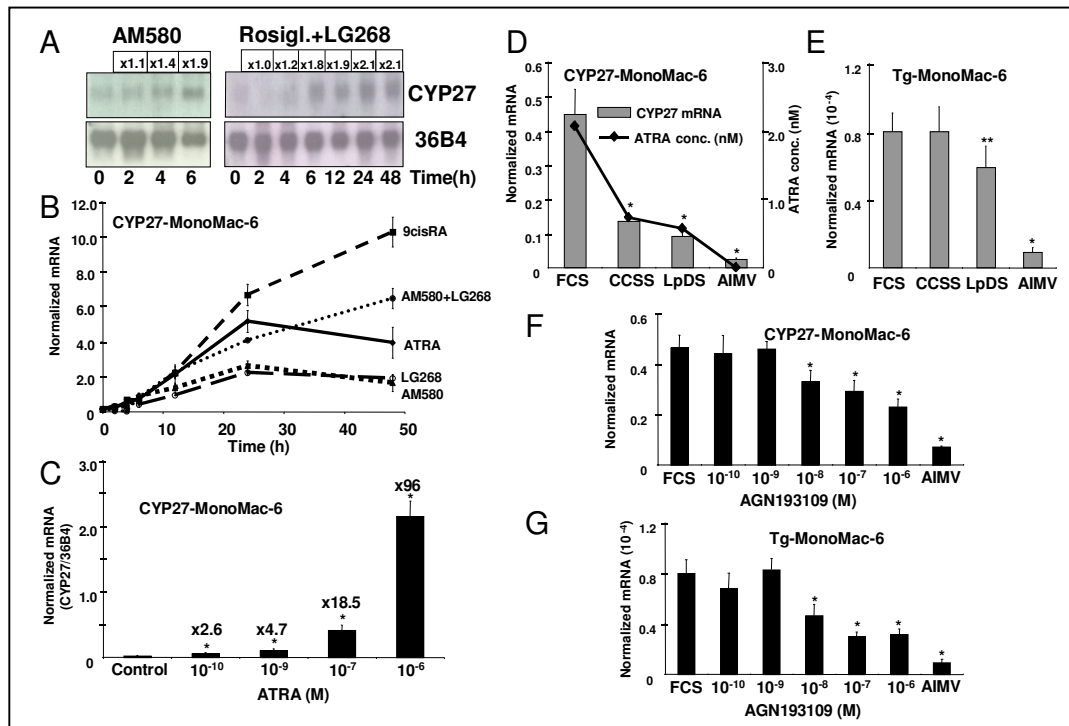 A
AM580
Rosigl.+LG268
x1.1 x1.4 x1.9
x1.0 x1.2 x1.8 x1.9 x2.1 x2.1
CYP27
36B4
0 2 4 6
0 2 4 6 12 24 48 Time(h)
B
CYP27-MonoMac-6
Normalized mRNA
10.0
8.0
6.0
4.0
2.0
0
0 10 20 30 40 50
Time (h)
9cisRA
AM580+LG268
ATRA
LG268
AM580
C
CYP27-MonoMac-6
Normalized mRNA
(CYP27/36B4)
3.0
2.0
1.0
0
x2.6
*
x4.7
*
x18.5
*
x96
*
Control 10-10 10-9 10-7 10-6
ATRA (M)
D
CYP27-MonoMac-6
Normalized mRNA
0.6
0.5
0.4
0.3
0.2
0.1
0
CYP27 mRNA
ATRA conc. (nM)
3.0
2.0
1.0
0
ATRA conc. (nM)
* * *
FCS CCSS LpDS AIMV
E
Tg-MonoMac-6
Normalized mRNA (10-4)
1.2
0.8
0.4
0
** *
FCS CCSS LpDS AIMV
F
CYP27-MonoMac-6
Normalized mRNA
0.6
0.4
0.2
0
* * * *
FCS 10-10 10-9 10-8 10-7 10-6 AIMV
AGN193109 (M)
G
Tg-MonoMac-6
Normalized mRNA (10-4)
1.2
0.8
0.4
0
* * * *
FCS 10-10 10-9 10-8 10-7 10-6 AIMV
AGN193109 (M)